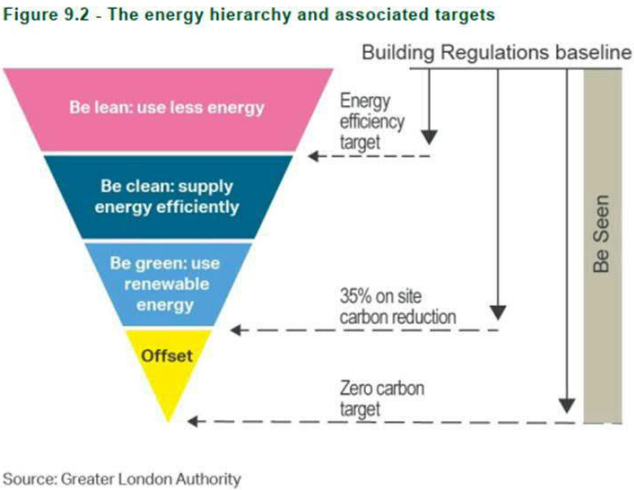 Figure 9.2 - The energy hierarchy and associated targets
Building Regulations baseline
Be lean: use less energy
Energy
efficiency
target
Be clean: supply
energy efficiently
Be green: use
renewable
energy
35% on site
carbon reduction
Offset
Zero carbon
target
Be Seen
Source: Greater London Authority